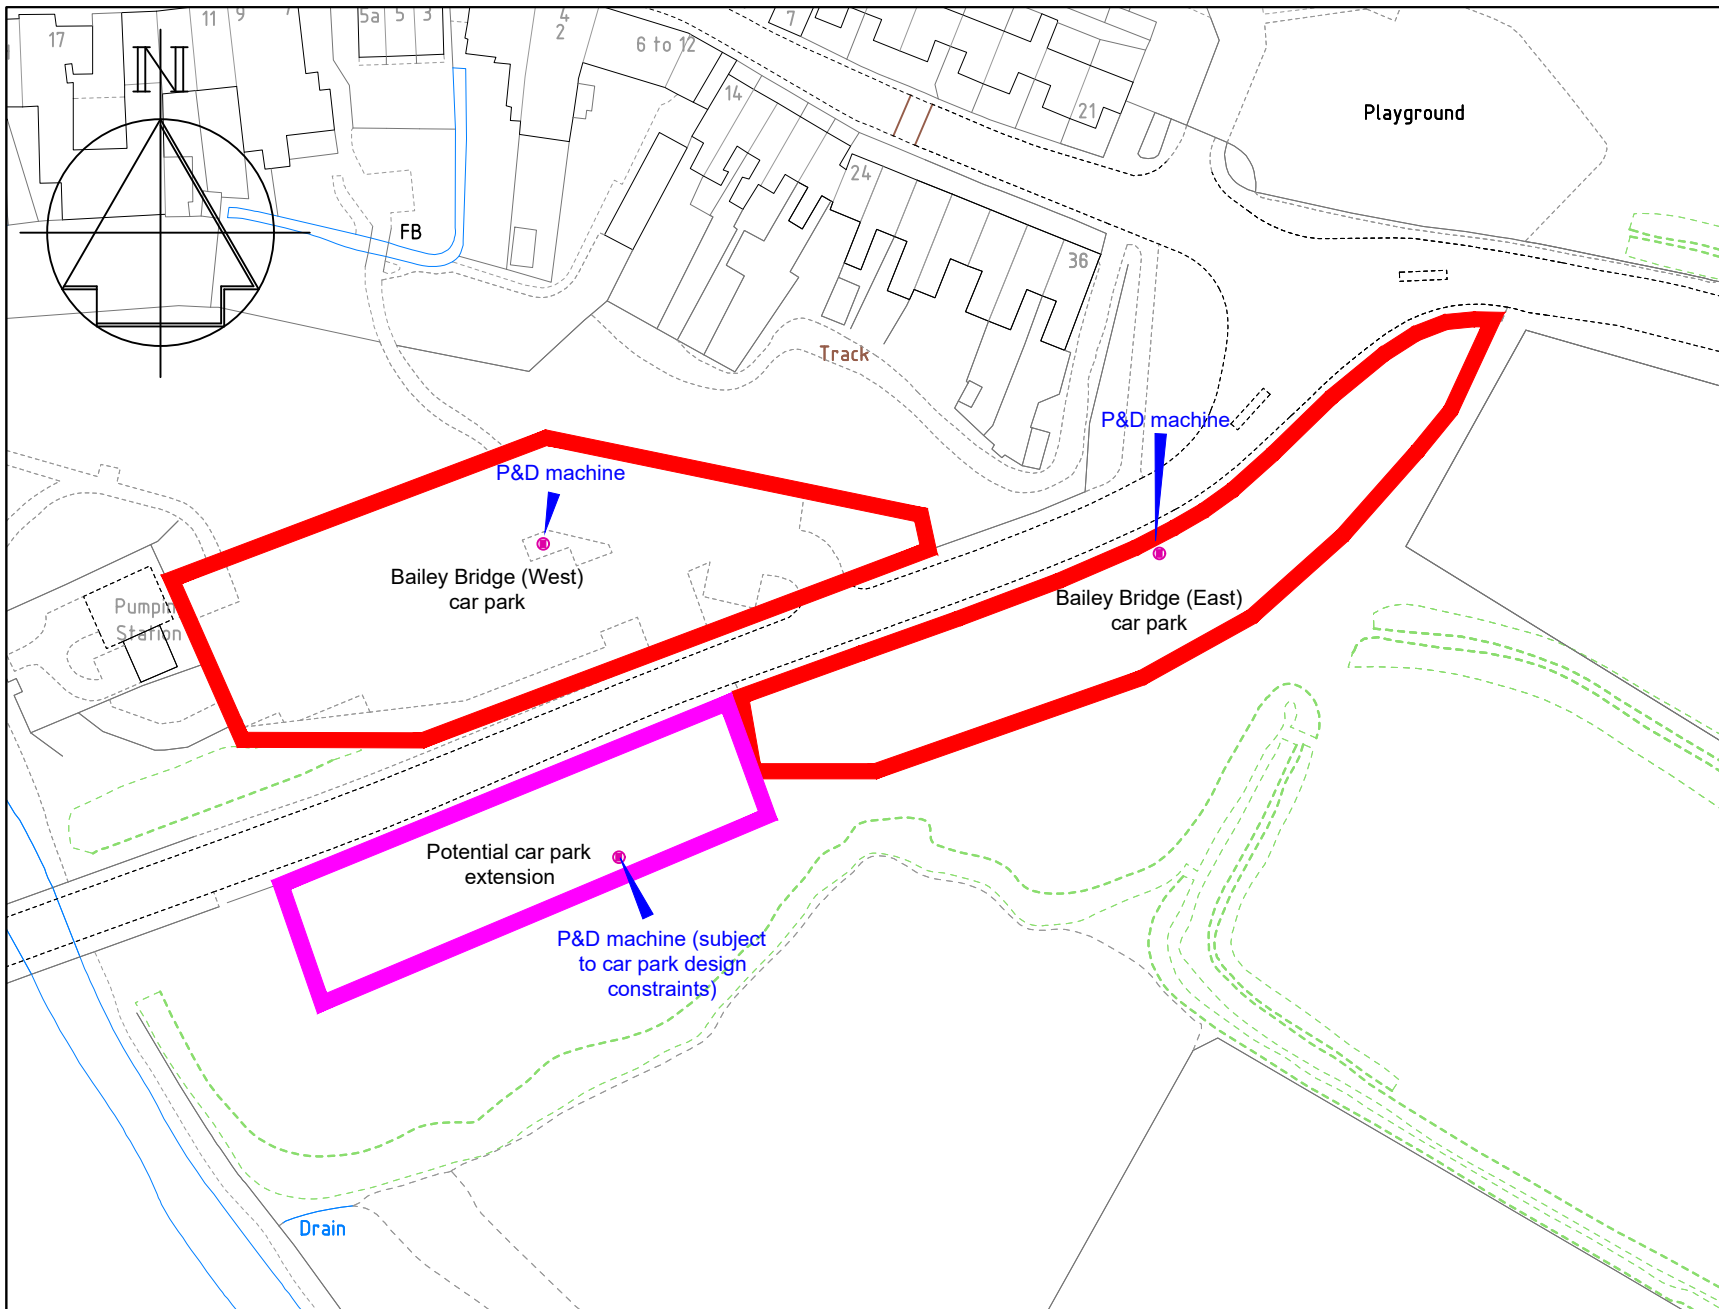 17
11
9
5a
5
3
4
2
6 to 12
7
14
21
Playground
N
24
FB
36
Track
P&D machine
P&D machine
Bailey Bridge (West)
car park
Bailey Bridge (East)
car park
Pumpin
Station
Potential car park
extension
P&D machine (subject
to car park design
constraints)
Drain